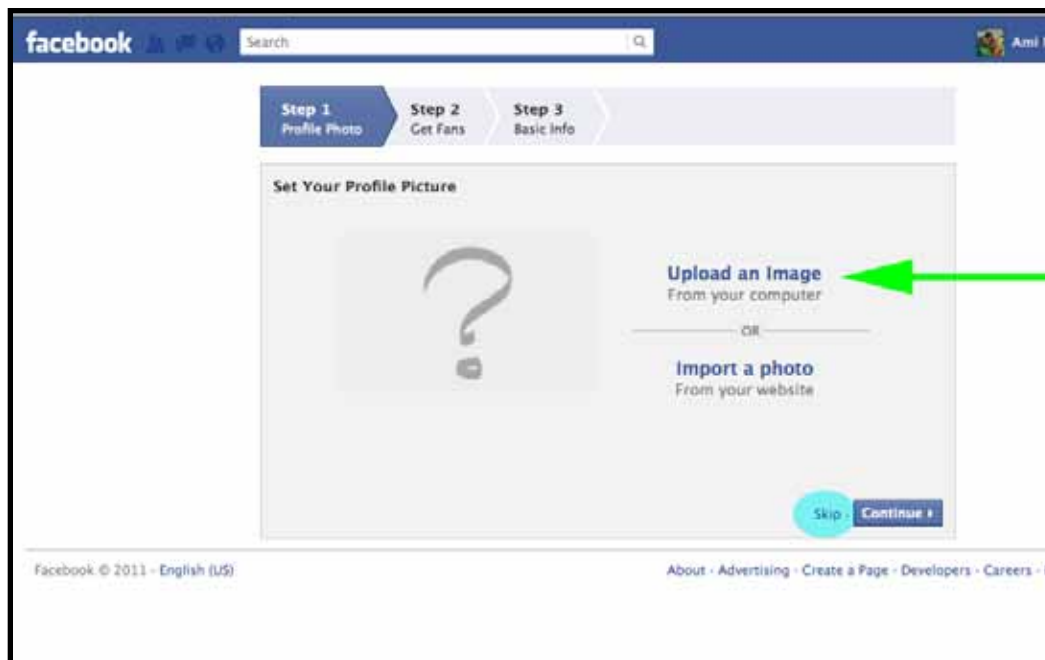 facebook
Search
Ami
Step 1
Profile Photo
Step 2
Get Fans
Step 3
Basic Info
Set Your Profile Picture
?
Upload an Image
From your computer
OR
Import a photo
From your website
Skip - Continue
Facebook © 2011 - English (US)
About - Advertising - Create a Page - Developers - Careers -